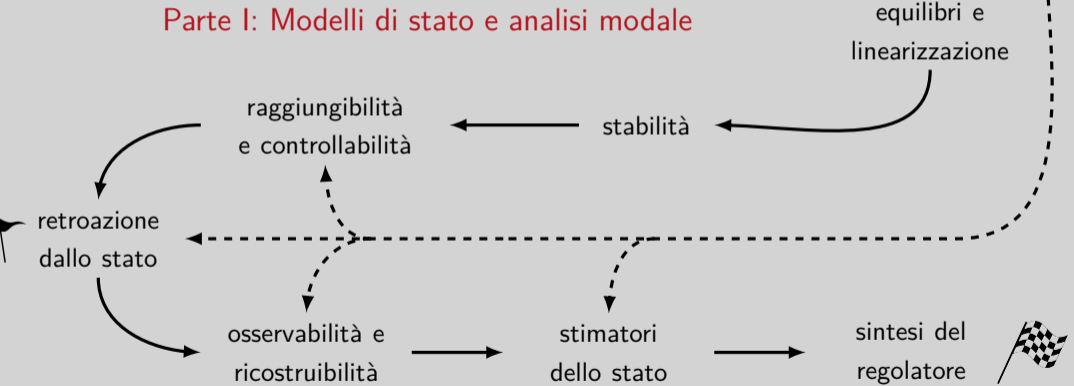 Parte I: Modelli di stato e analisi modale
equilibri e
linearizzazione
raggiungibilità
e controllabilità
stabilità
retroazione
dallo stato
osservabilità e
ricostruibilità
stimatori
dello stato
sintesi del
regolatore